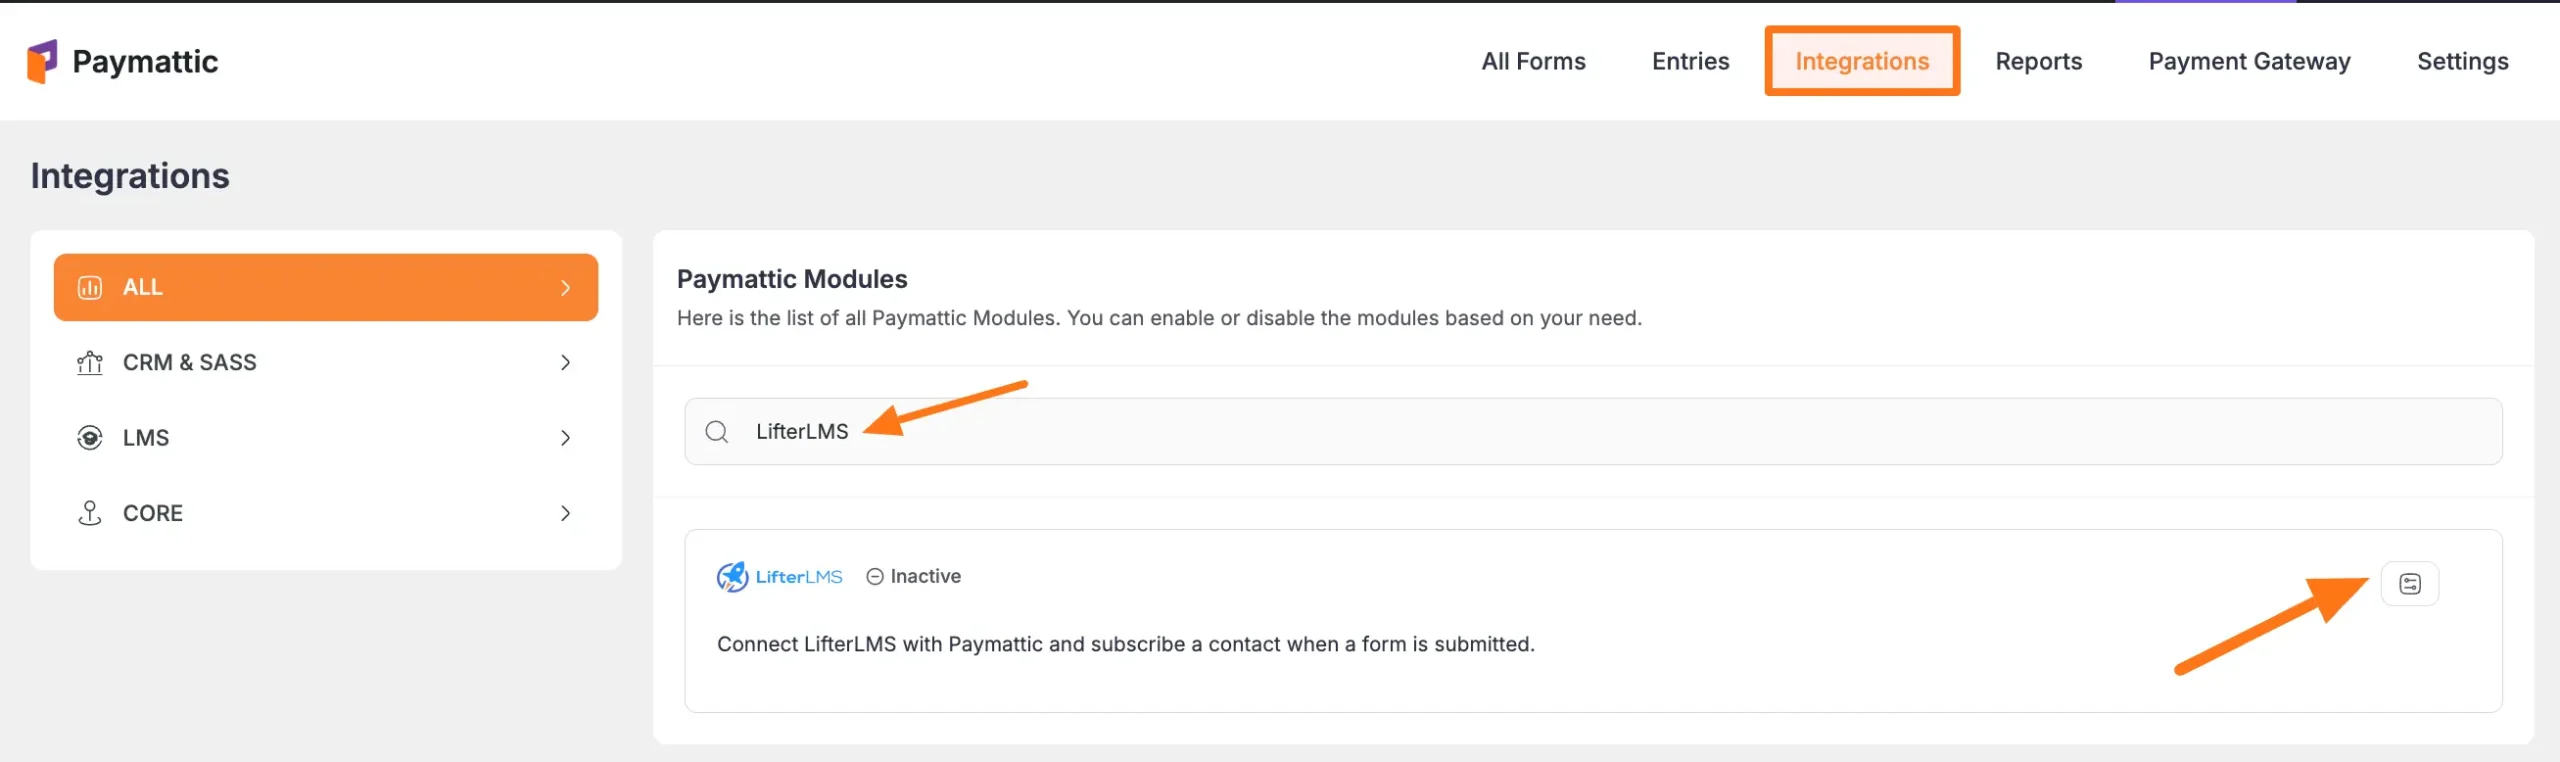 Paymattic
All Forms Entries Integrations Reports Payment Gateway Settings
Integrations
ALL
CRM & SASS
LMS
CORE
Paymattic Modules
Here is the list of all Paymattic Modules. You can enable or disable the modules based on your need.
LifterLMS
LifterLMS Inactive
Connect LifterLMS with Paymattic and subscribe a contact when a form is submitted.